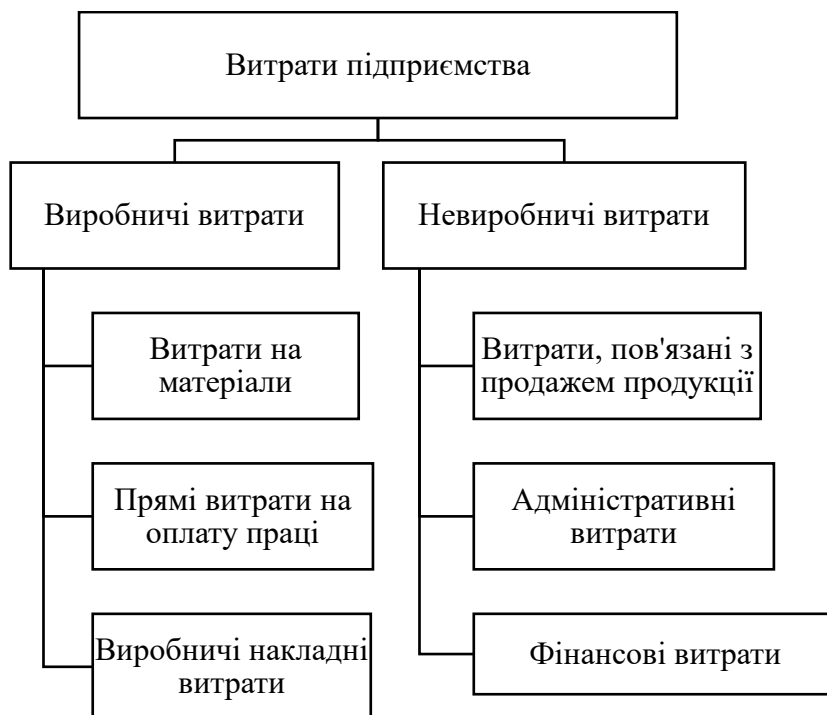 Витрати підприємства
Виробничі витрати
Невиробничі витрати
Витрати на
матеріали
Витрати, пов'язані з
продажем продукції
Прямі витрати на
оплату праці
Адміністративні
витрати
Виробничі накладні
витрати
Фінансові витрати